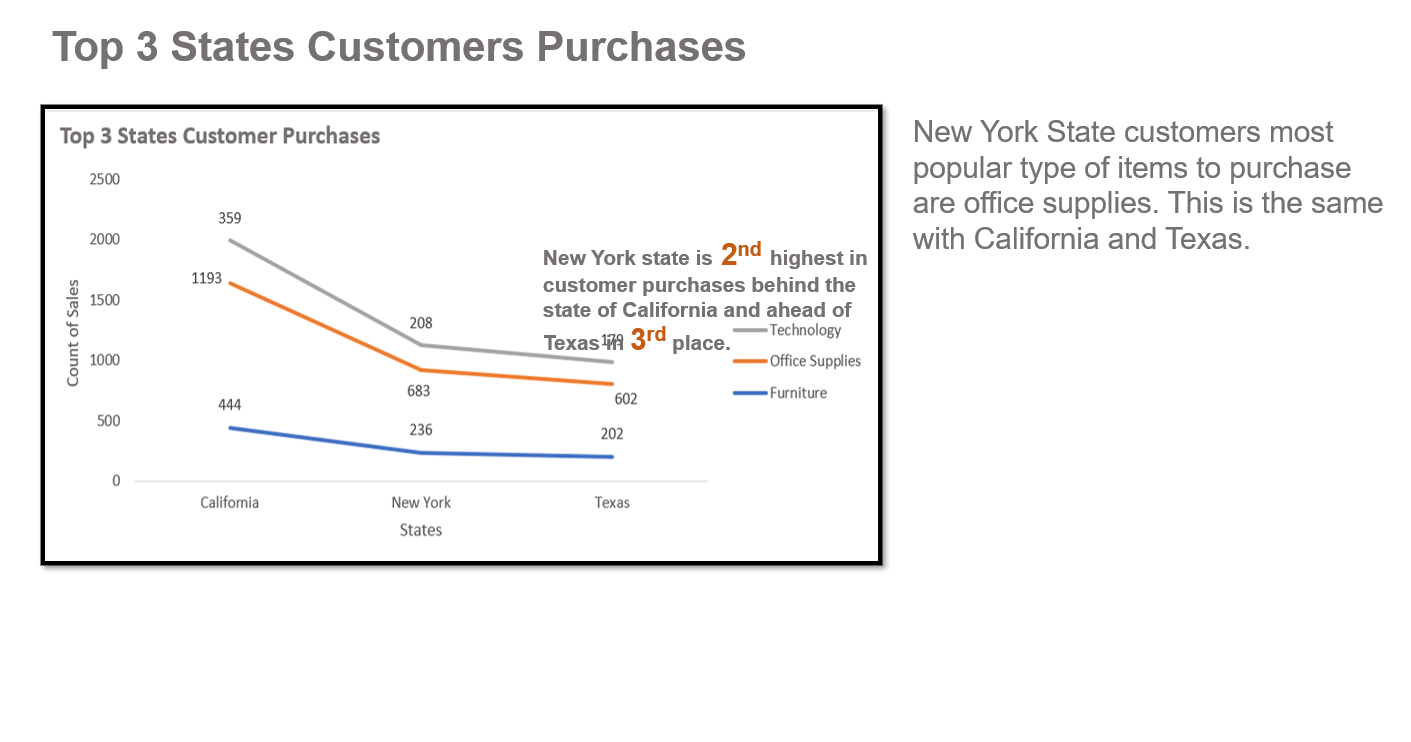 Top 3 States Customers Purchases
Top 3 States Customer Purchases
2500
2000
1500
1000
500
0
Count of Sales
359
1193
444
208
683
236
179
602
202
California
New York
Texas
States
New York state is 2nd highest in
customer purchases behind the
state of California and ahead of
Texas in 3rd place.
Technology
Office Supplies
Furniture
New York State customers most
popular type of items to purchase
are office supplies. This is the same
with California and Texas.